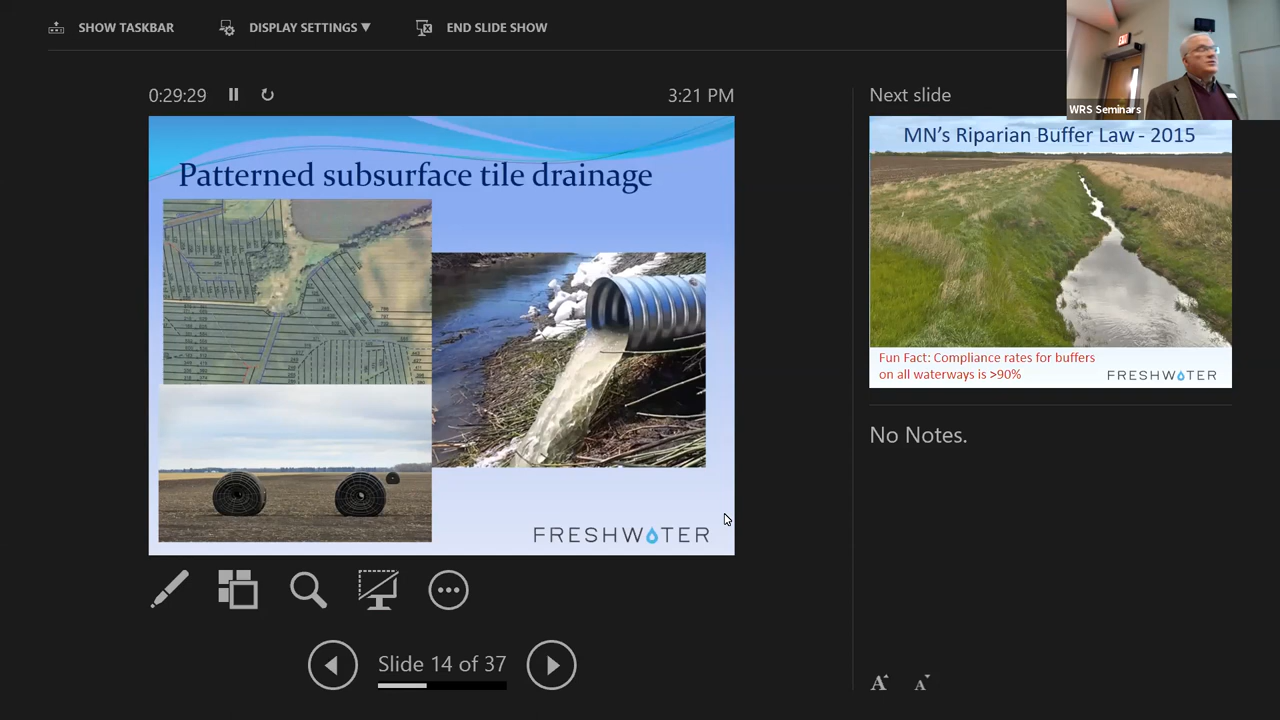 SHOW TASKBAR
DISPLAY SETTINGS ▼
END SLIDE SHOW
0:29:29
3:21 PM
Patterned subsurface tile drainage
FRESHWATER
Slide 14 of 37
Next slide
EXIT
WRS Seminars
MN's Riparian Buffer Law - 2015
Fun Fact: Compliance rates for buffers
on all waterways is >90%
FRESHWATER
No Notes.
A
A